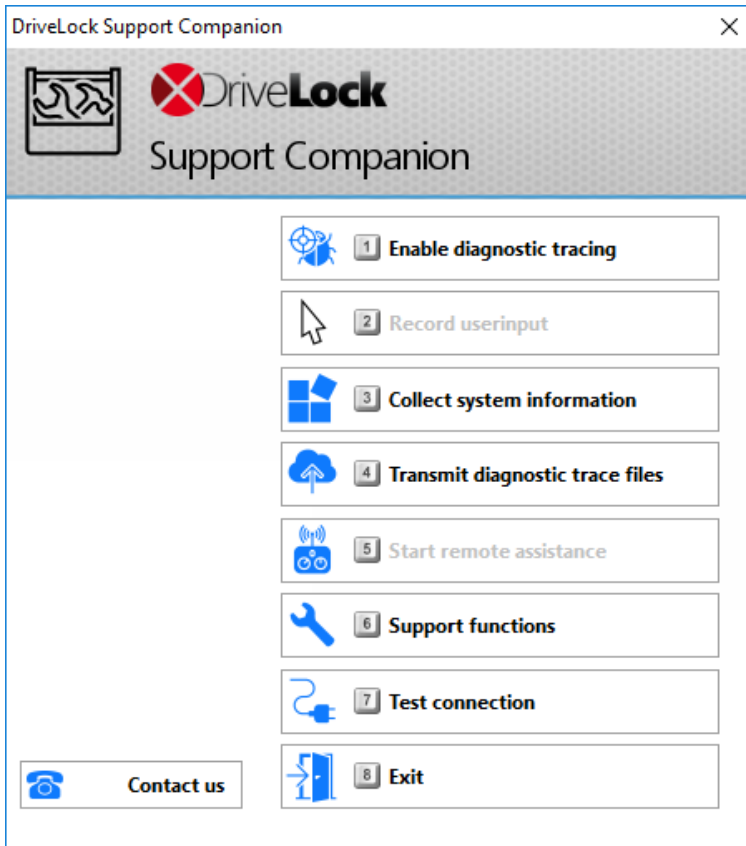 DriveLock Support Companion
DriveLock
Support Companion
1 Enable diagnostic tracing
2 Record userinput
3 Collect system information
4 Transmit diagnostic trace files
5 Start remote assistance
6 Support functions
7 Test connection
8 Exit
Contact us